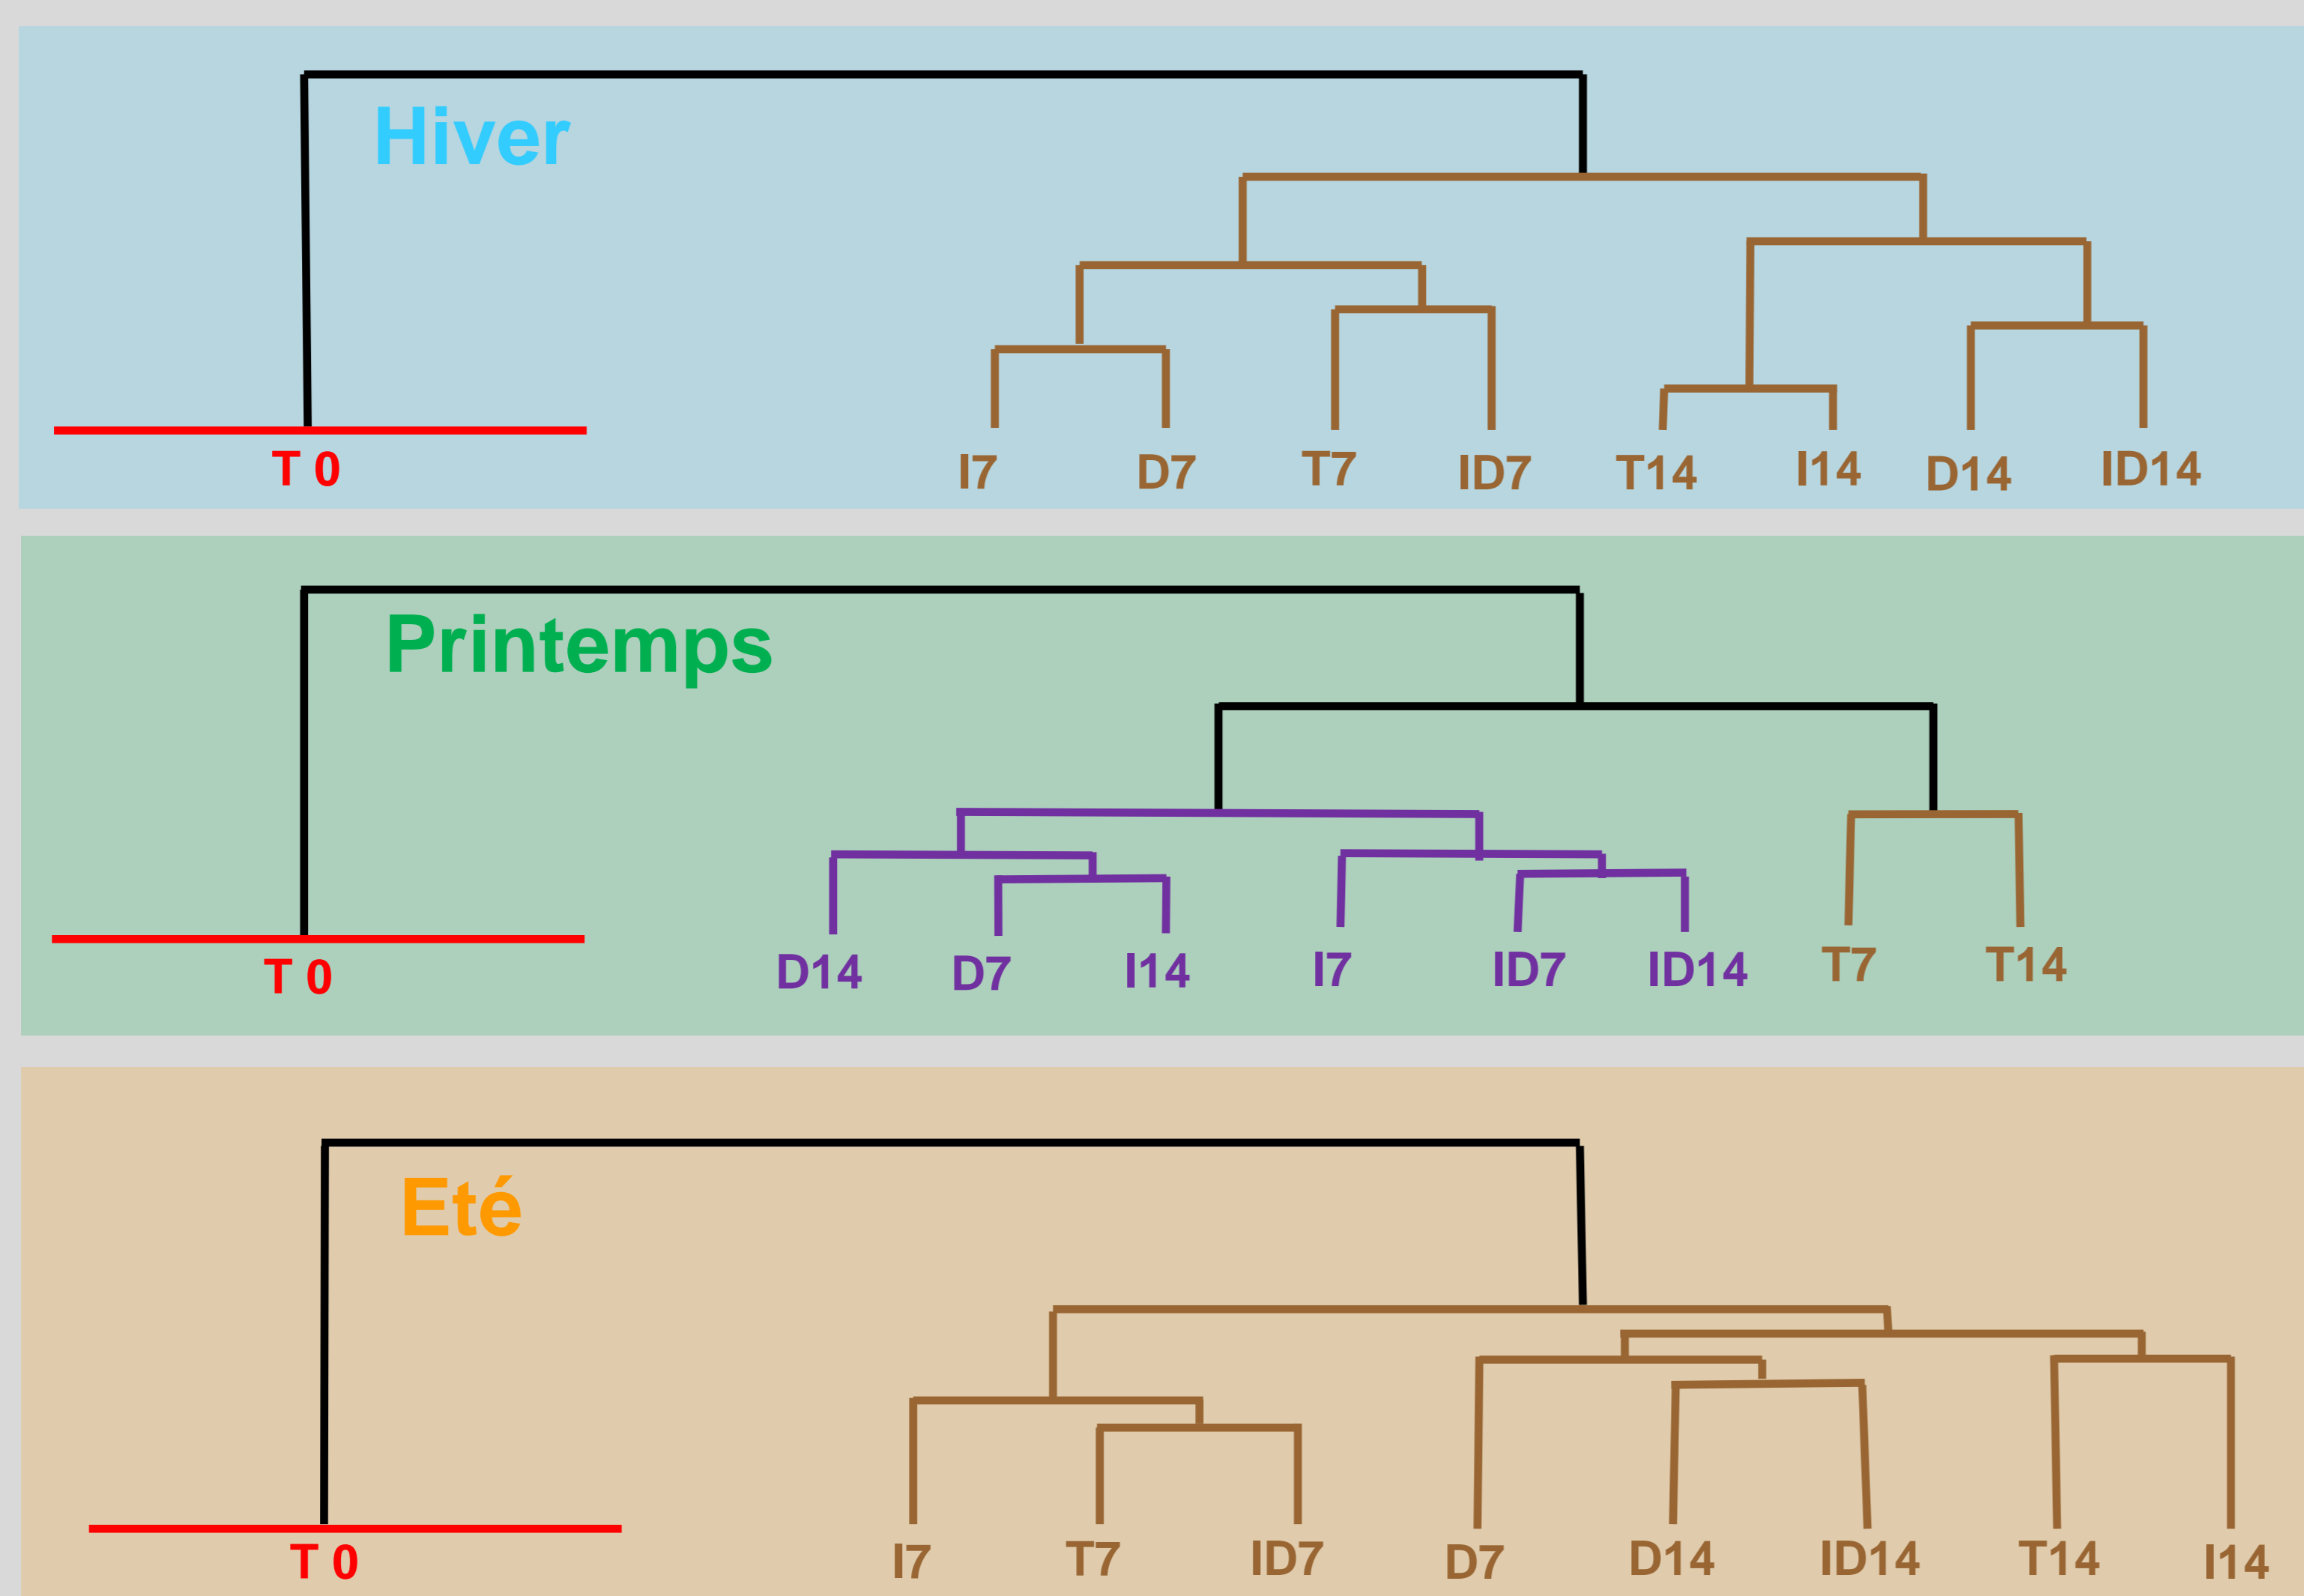 Hiver
T 0 I7 D7 T7 ID7 T14 I14 D14 ID14
Printemps
T 0 D14 D7 I14 I7 ID7 ID14 T7 T14
Eté
T 0 I7 T7 ID7 D7 D14 ID14 T14 I14